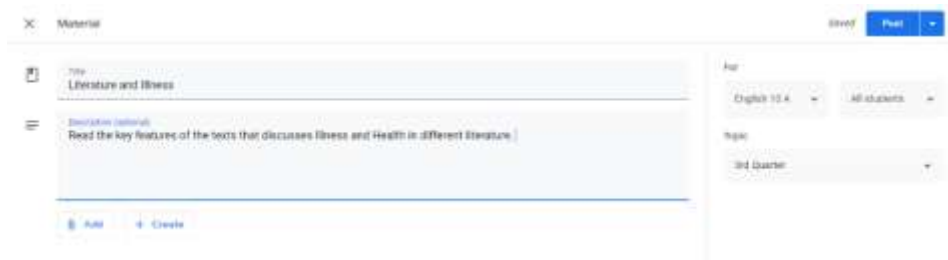 Material
Saved
Post
Title
Literature and Illness
Description (optional)
Read the key features of the texts that discusses Illness and Health in different literature.
Add
+ Create
For
English 10 A
All students
Topic
3rd Quarter